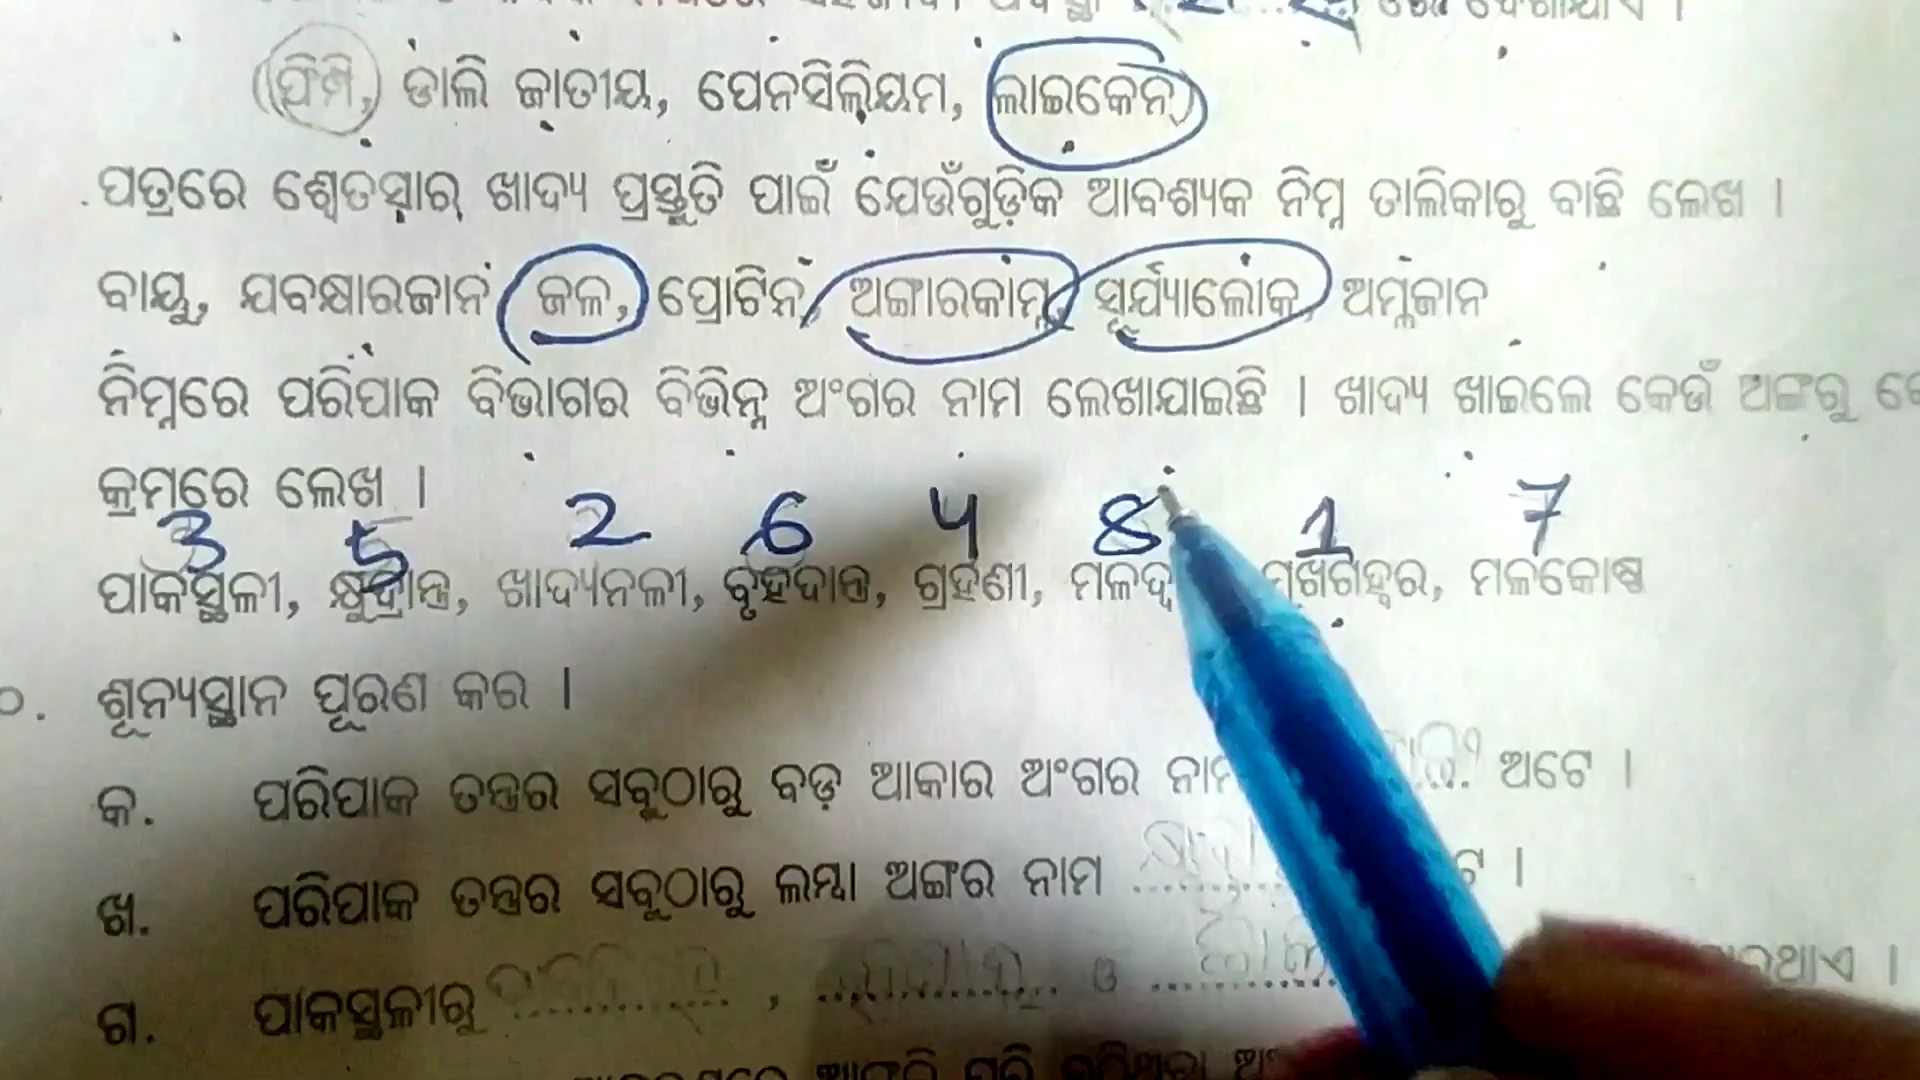 (ଫିମ୍ପି, ଡାଲି ଜାତୀୟ, ପେନସିଲିୟମ, ଲାଇକେନ୍)
ପତ୍ରରେ ଶ୍ୱେତସାର ଖାଦ୍ୟ ପ୍ରସ୍ତୁତି ପାଇଁ ଯେଉଁଗୁଡ଼ିକ ଆବଶ୍ୟକ ନିମ୍ନ ତାଲିକାରୁ ବାଛି ଲେଖ ।
ବାୟୁ, ଯବକ୍ଷାରଜାନ ଜଳ, ପ୍ରୋଟିନ, ଅଙ୍ଗାରକାମ୍ଳ, ସୂର୍ଯ୍ୟାଲୋକ, ଅମ୍ଳଜାନ
ନିମ୍ନରେ ପରିପାକ ବିଭାଗର ବିଭିନ୍ନ ଅଂଗର ନାମ ଲେଖାଯାଇଛି । ଖାଦ୍ୟ ଖାଇଲେ କେଉଁ ଅଙ୍ଗରୁ
କ୍ରମରେ ଲେଖ ।
3 5 2 6 4 8 1 7
ପାକସ୍ଥଳୀ, କ୍ଷୁଦ୍ରାନ୍ତ୍ର, ଖାଦ୍ୟନଳୀ, ବୃହଦାନ୍ତ୍ର, ଗ୍ରହଣୀ, ମଳଦ୍ୱ ମୁଖଗହ୍ୱର, ମଳକୋଷ୍ଠ
୦. ଶୂନ୍ୟସ୍ଥାନ ପୂରଣ କର ।
କ. ପରିପାକ ତନ୍ତ୍ରର ସବୁଠାରୁ ବଡ଼ ଆକାର ଅଂଗର ନାମ ଅଟେ ।
ଖ. ପରିପାକ ତନ୍ତ୍ରର ସବୁଠାରୁ ଲମ୍ବା ଅଙ୍ଗର ନାମ ............ ଟ ।
ଗ. ପାକସ୍ଥଳୀରୁ ............ , ............ ଓ ............ ଥାଏ ।